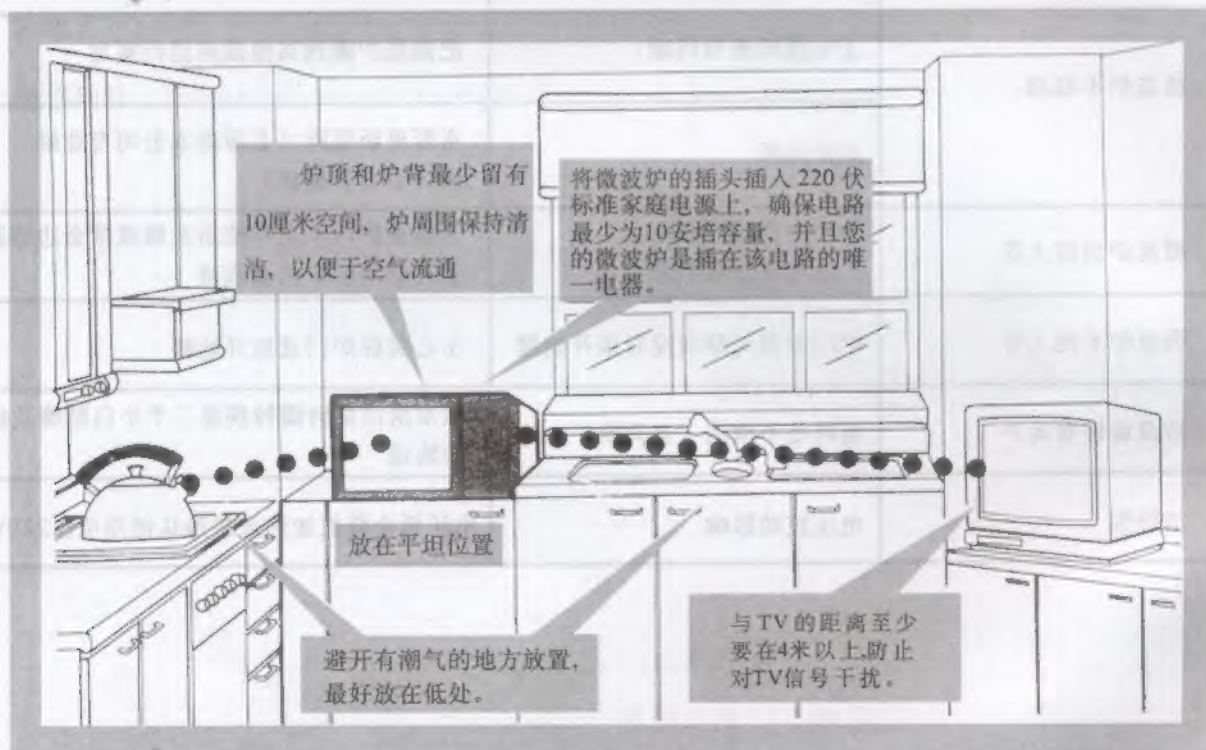 炉顶和炉背最少留有
10厘米空间，炉周围保持清
洁，以便于空气流通
将微波炉的插头插入 220 伏
标准家庭电源上，确保电路
最少为10安培容量，并且您
的微波炉是插在该电路的唯
一电器。
放在平坦位置
避开有潮气的地方放置，
最好放在低处。
与TV的距离至少
要在4米以上,防止
对TV信号干扰。